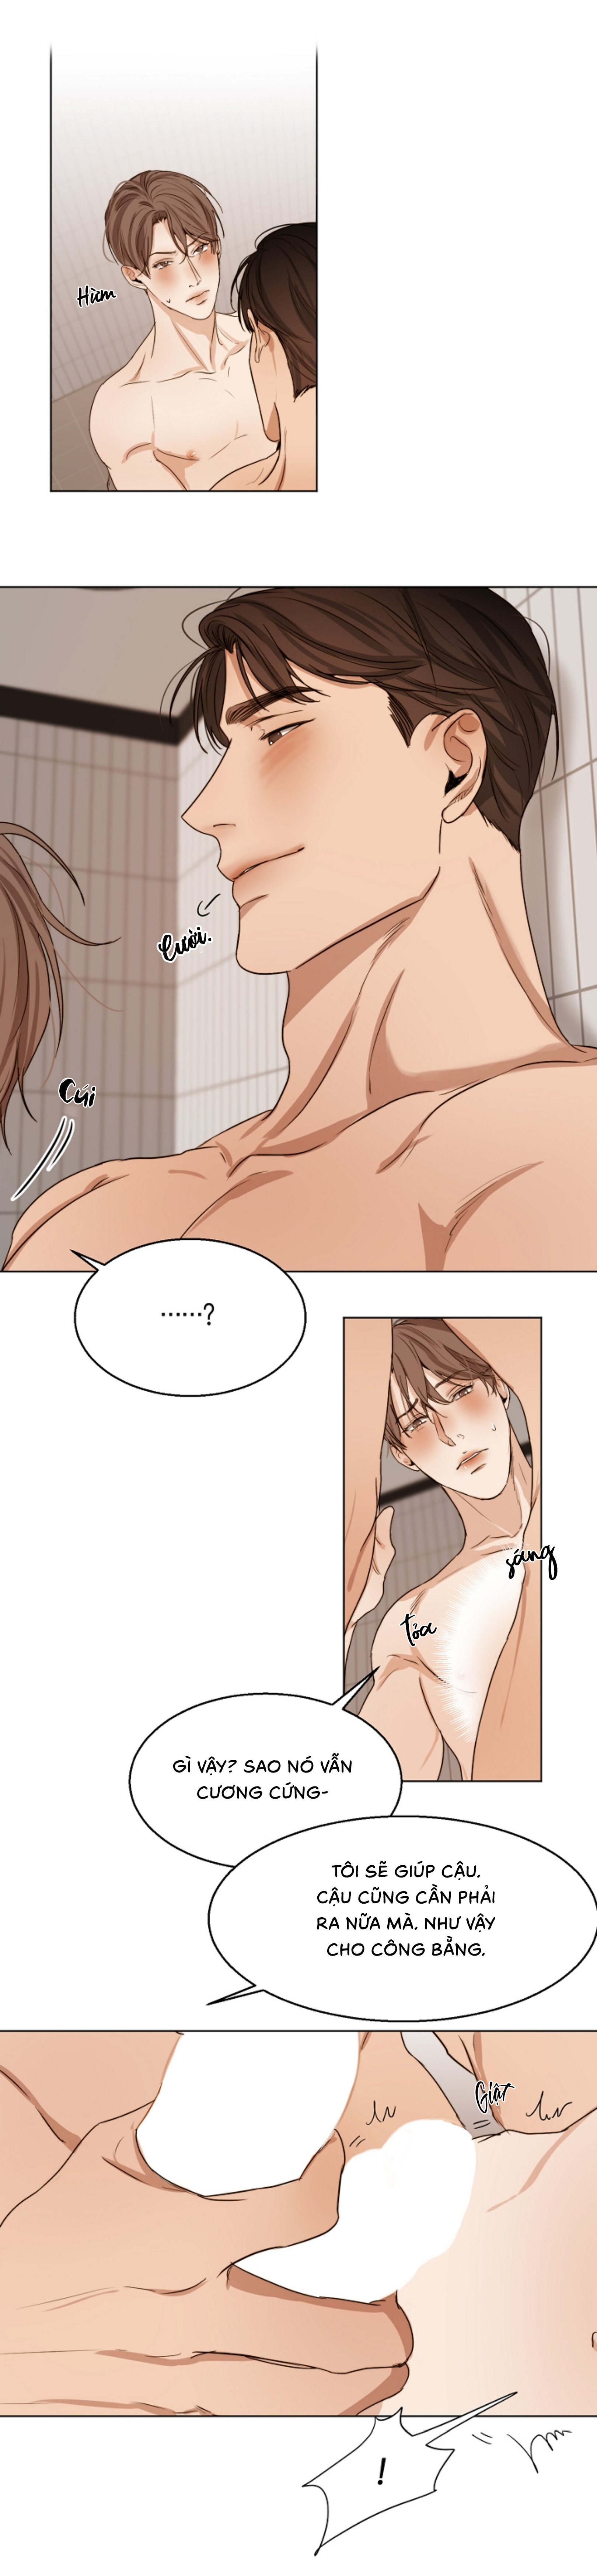 Hừm
Cười.
Cúi
......?
sáng
tỏa
GÌ VẬY? SAO NÓ VẪN
CƯƠNG CỨNG-
TÔI SẼ GIÚP CẬU.
CẬU CŨNG CẦN PHẢI
RA NỮA MÀ, NHƯ VẬY
CHO CÔNG BẰNG.
Giật
!